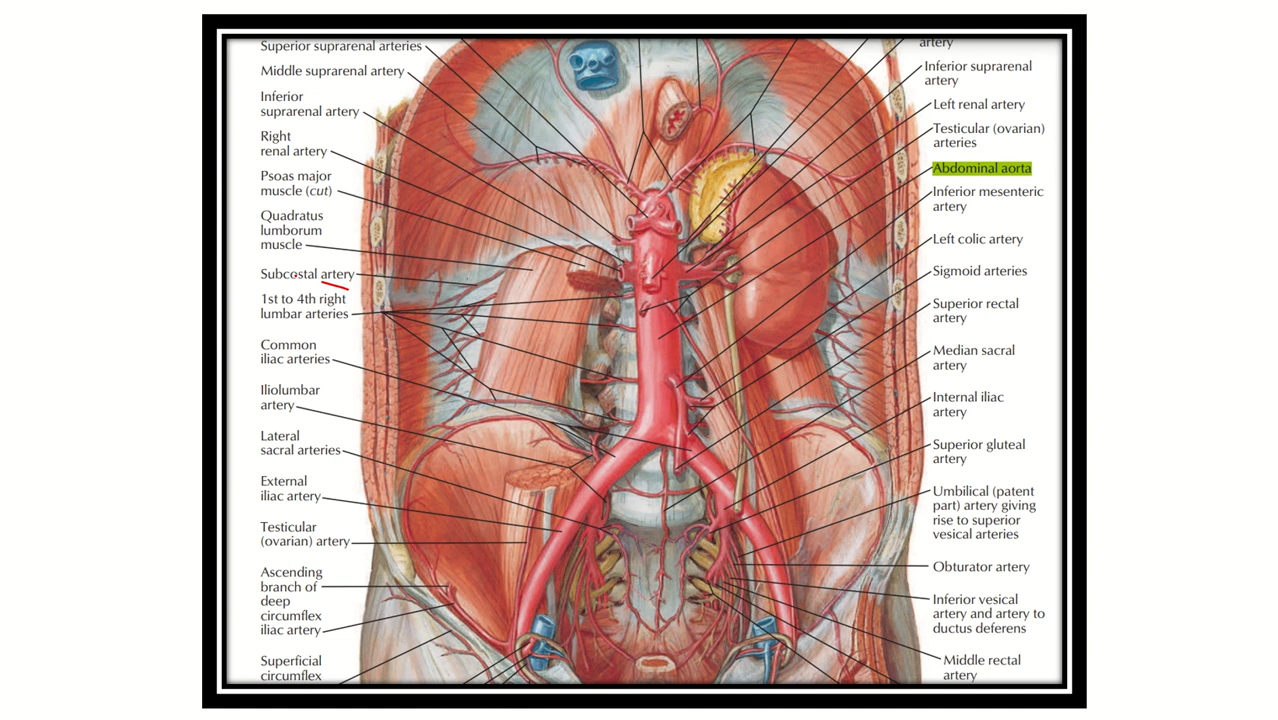 Superior suprarenal arteries
Middle suprarenal artery
Inferior
suprarenal artery
Right
renal artery
Psoas major
muscle (cut)
Quadratus
lumborum
muscle
Subcostal artery
1st to 4th right
lumbar arteries
Common
iliac arteries
Iliolumbar
artery
Lateral
sacral arteries
External
iliac artery
Testicular
(ovarian) artery
Ascending
branch of
deep
circumflex
iliac artery
Superficial
circumflex
artery
Inferior suprarenal
artery
Left renal artery
Testicular (ovarian)
arteries
Abdominal aorta
Inferior mesenteric
artery
Left colic artery
Sigmoid arteries
Superior rectal
artery
Median sacral
artery
Internal iliac
artery
Superior gluteal
artery
Umbilical (patent
part) artery giving
rise to superior
vesical arteries
Obturator artery
Inferior vesical
artery and artery to
ductus deferens
Middle rectal
artery